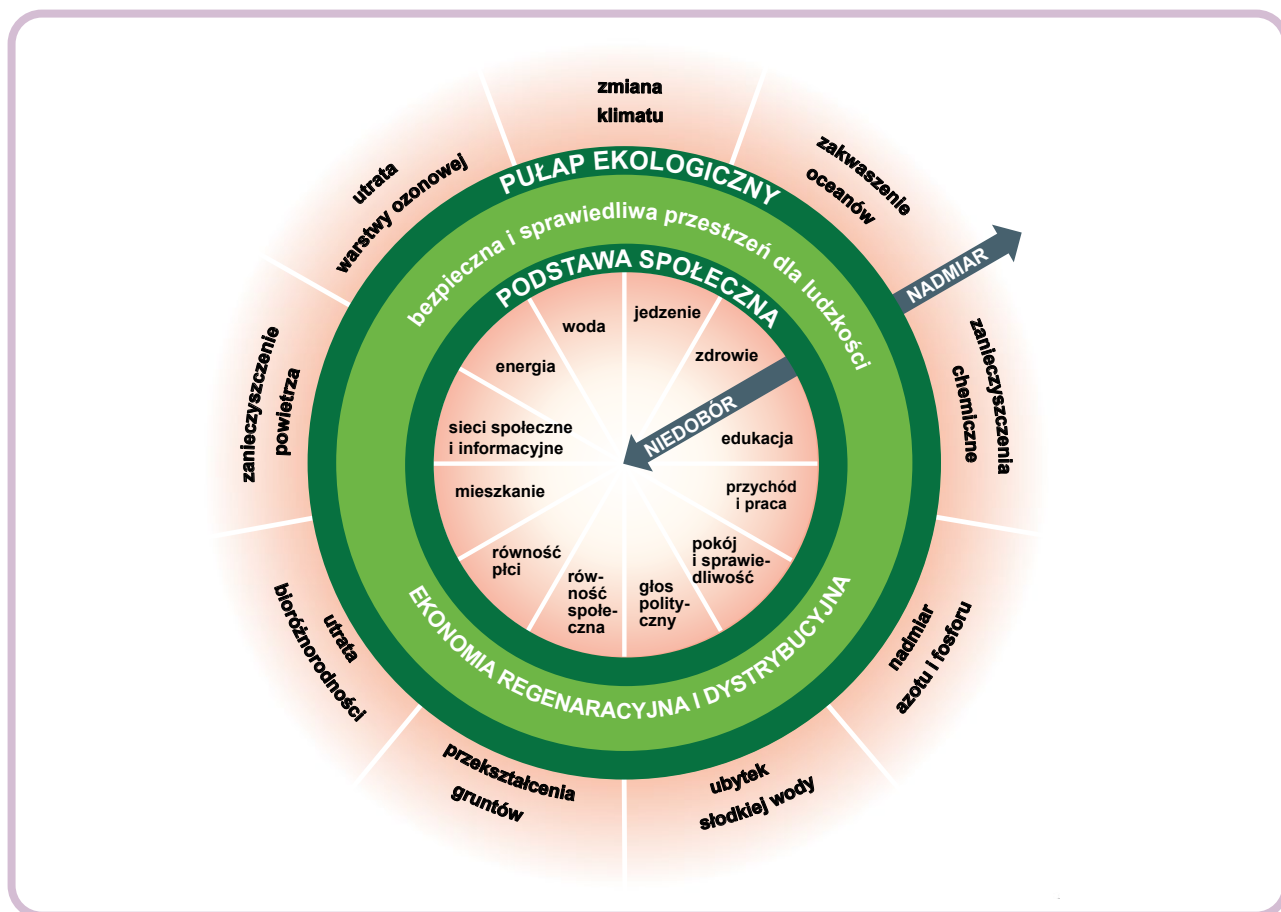 zmiana
klimatu
zakwaszenie
oceanów
NADMIAR
zanieczyszczenia
chemiczne
nadmiar
azotu i fosforu
ubytek
słodkiej wody
przekształcenia
gruntów
utrata
bioróżnorodności
zanieczyszczenie
powietrza
utrata
warstwy ozonowej
PUŁAP EKOLOGICZNY
bezpieczna i sprawiedliwa przestrzeń dla ludzkości
PODSTAWA SPOŁECZNA
woda
jedzenie
zdrowie
energia
NIEDOBÓR
sieci społeczne
i informacyjne
edukacja
mieszkanie
przychód
i praca
równość
płci
rów-
ność
społe-
czna
głos
polity-
czny
pokój
i sprawie-
dliwość
EKONOMIA REGENARACYJNA I DYSTRYBUCYJNA